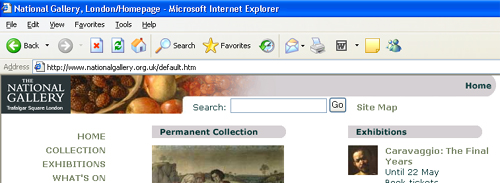 National Gallery, London/Homepage - Microsoft Internet Explorer
File Edit View Favorites Tools Help
Back Search Favorites
Address http://www.nationalgallery.org.uk/default.htm
THE
NATIONAL
GALLERY
Trafalgar Square London
Home
Search: Go Site Map
HOME
COLLECTION
EXHIBITIONS
WHAT'S ON
Permanent Collection
Exhibitions
Caravaggio: The Final
Years
Until 22 May
Book tickets